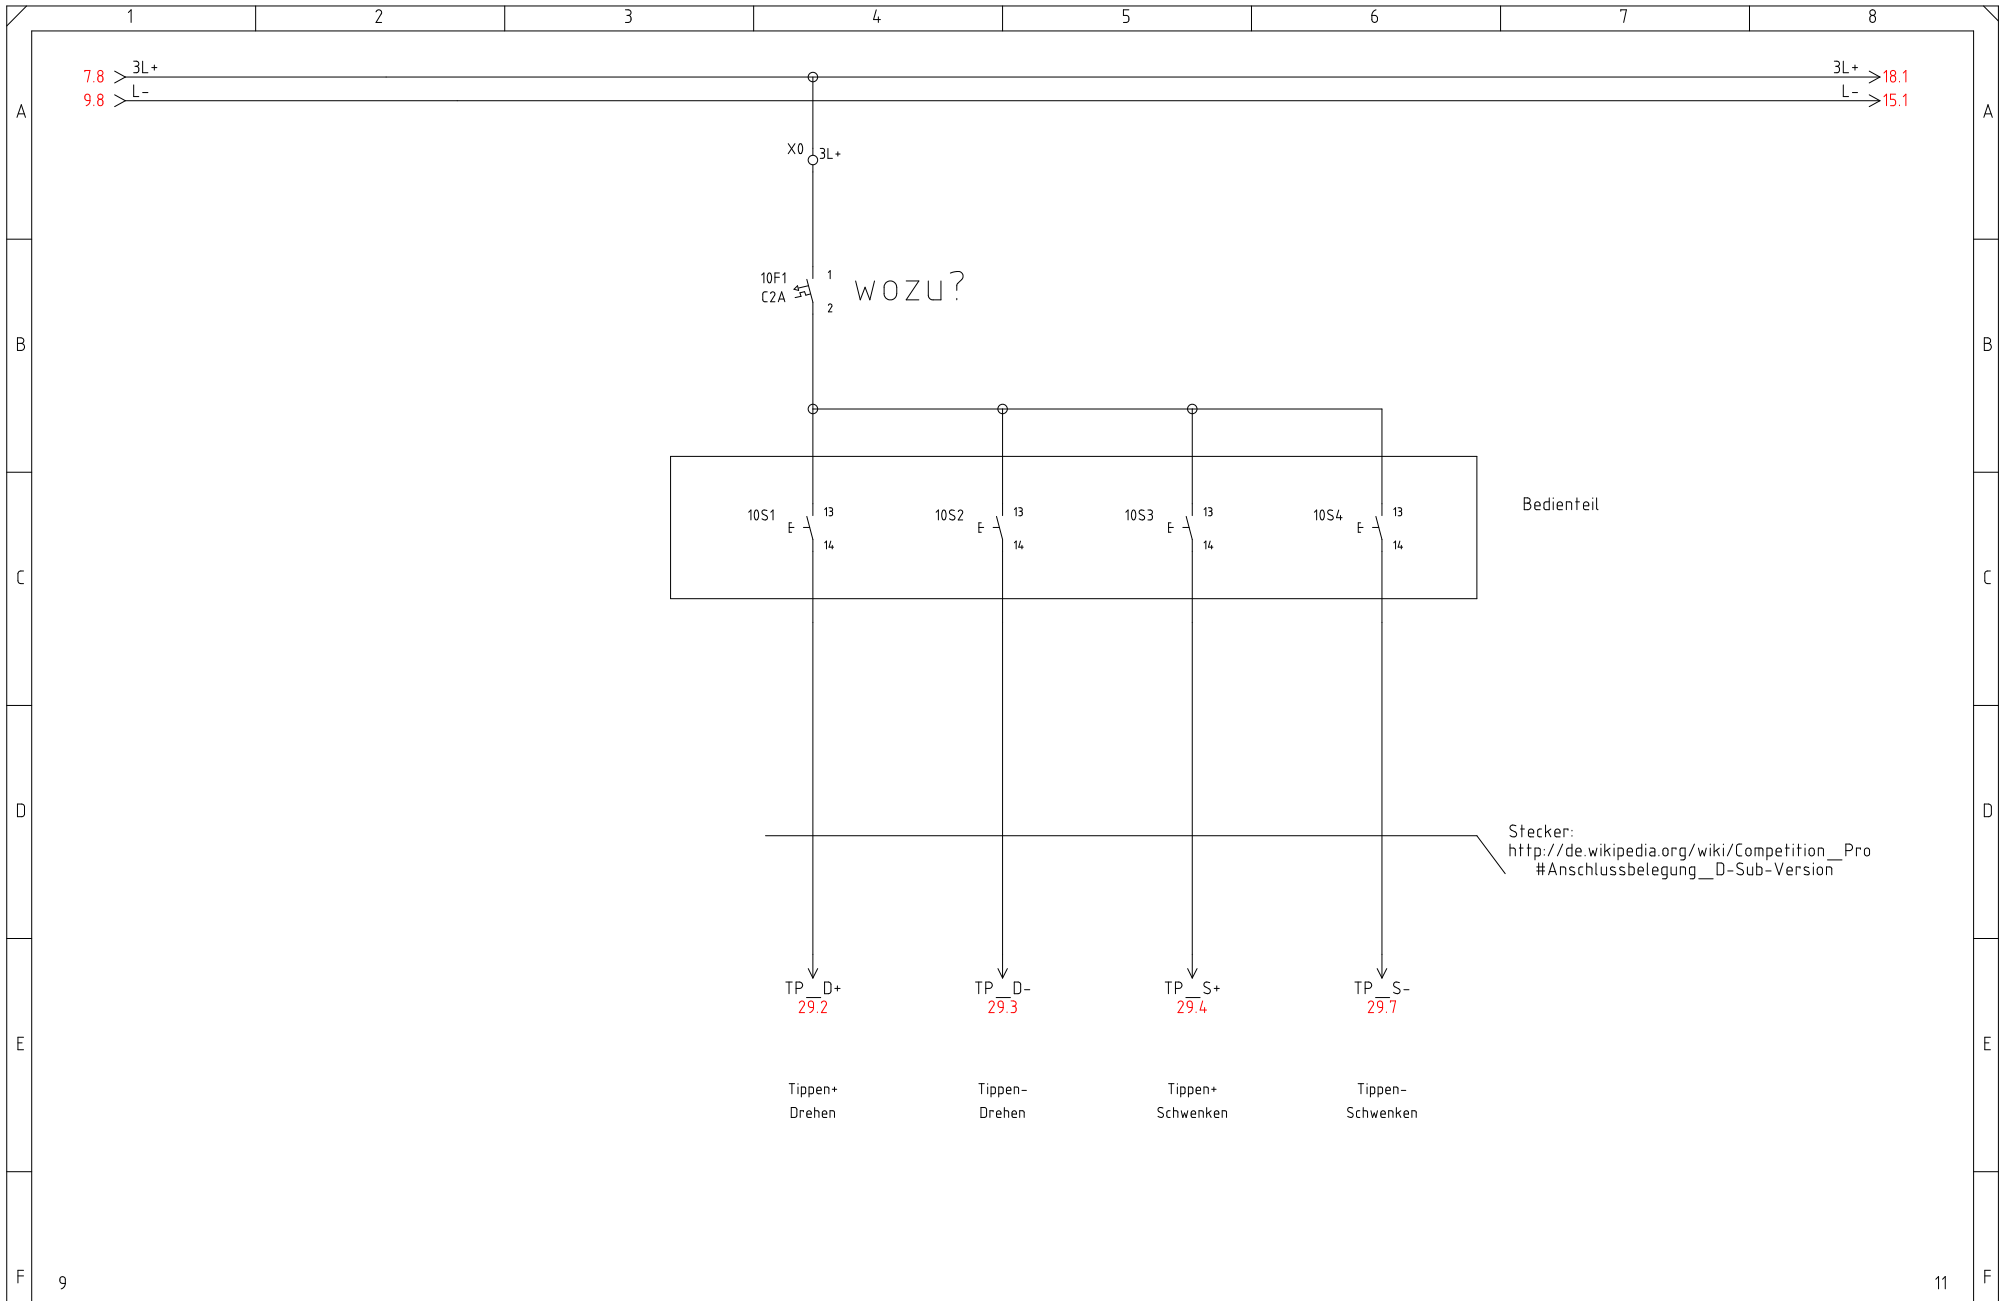 1 2 3 4 5 6 7 8
7.8 3L+ 3L+ 18.1
9.8 L- L- 15.1
A A
X0 3L+
10F1 1
C2A 2
WOZU?
B B
Bedienteil
10S1 13 14
10S2 13 14
10S3 13 14
10S4 13 14
C C
D D
Stecker:
http://de.wikipedia.org/wiki/Competition__Pro
#Anschlussbelegung__D-Sub-Version
TP__D+ TP__D- TP__S+ TP__S-
29.2 29.3 29.4 29.7
E E
Tippen+ Tippen- Tippen+ Tippen-
Drehen Drehen Schwenken Schwenken
F F
9 11